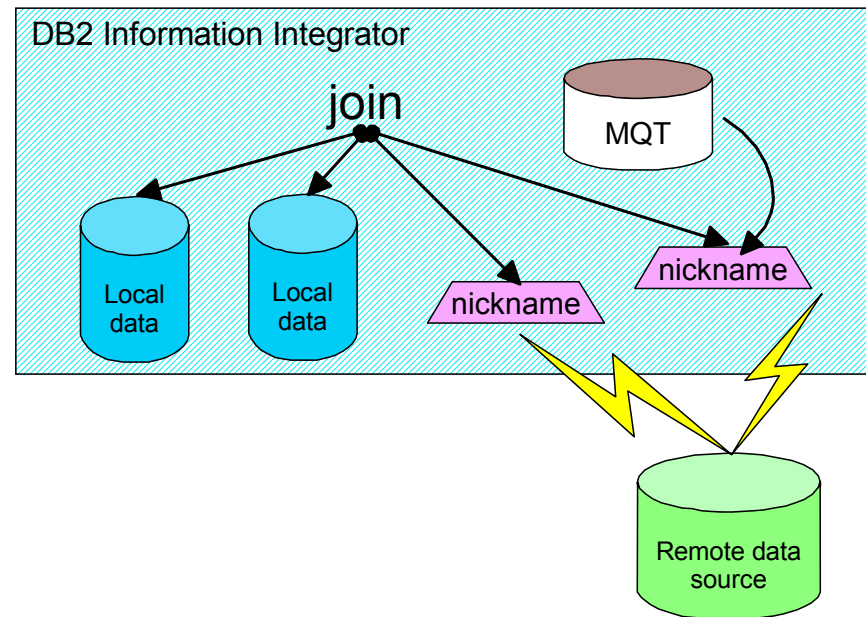 DB2 Information Integrator
join
MQT
Local
data
Local
data
nickname
nickname
Remote data
source